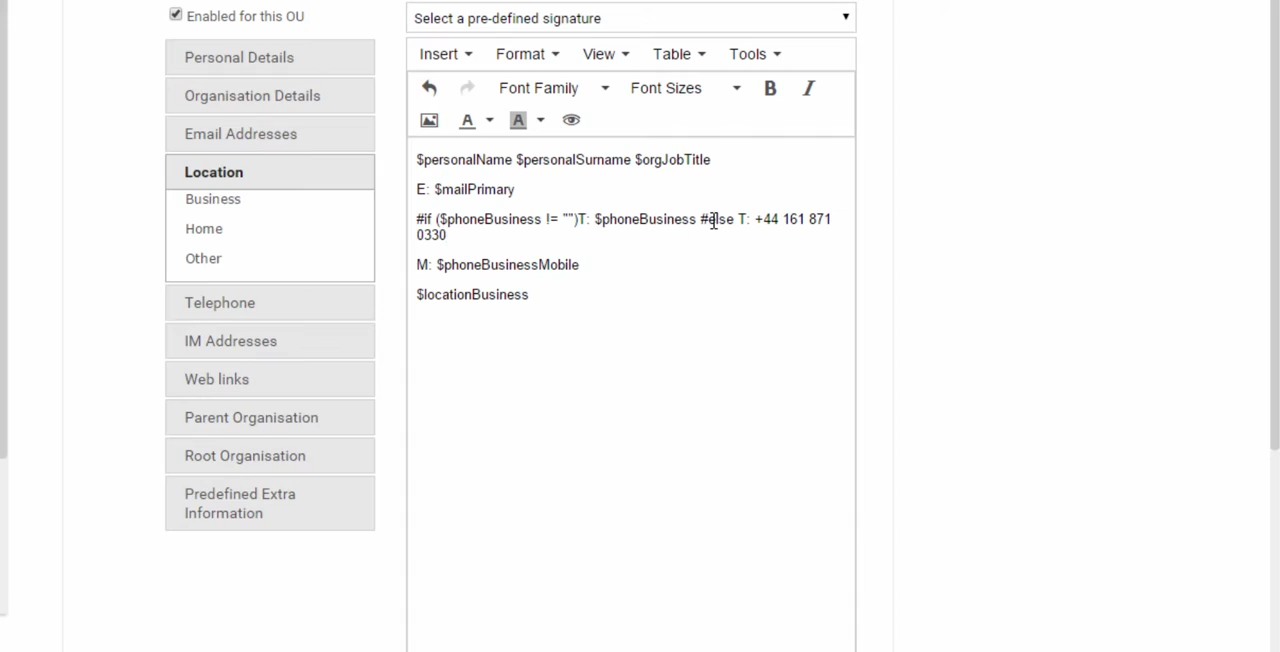 Enabled for this OU
Select a pre-defined signature
Personal Details
Organisation Details
Email Addresses
Location
Business
Home
Other
Telephone
IM Addresses
Web links
Parent Organisation
Root Organisation
Predefined Extra
Information
Insert Format View Table Tools
Font Family Font Sizes B I
A A
$personalName $personalSurname $orgJobTitle
E: $mailPrimary
#if ($phoneBusiness != "")T: $phoneBusiness #else T: +44 161 871
0330
M: $phoneBusinessMobile
$locationBusiness